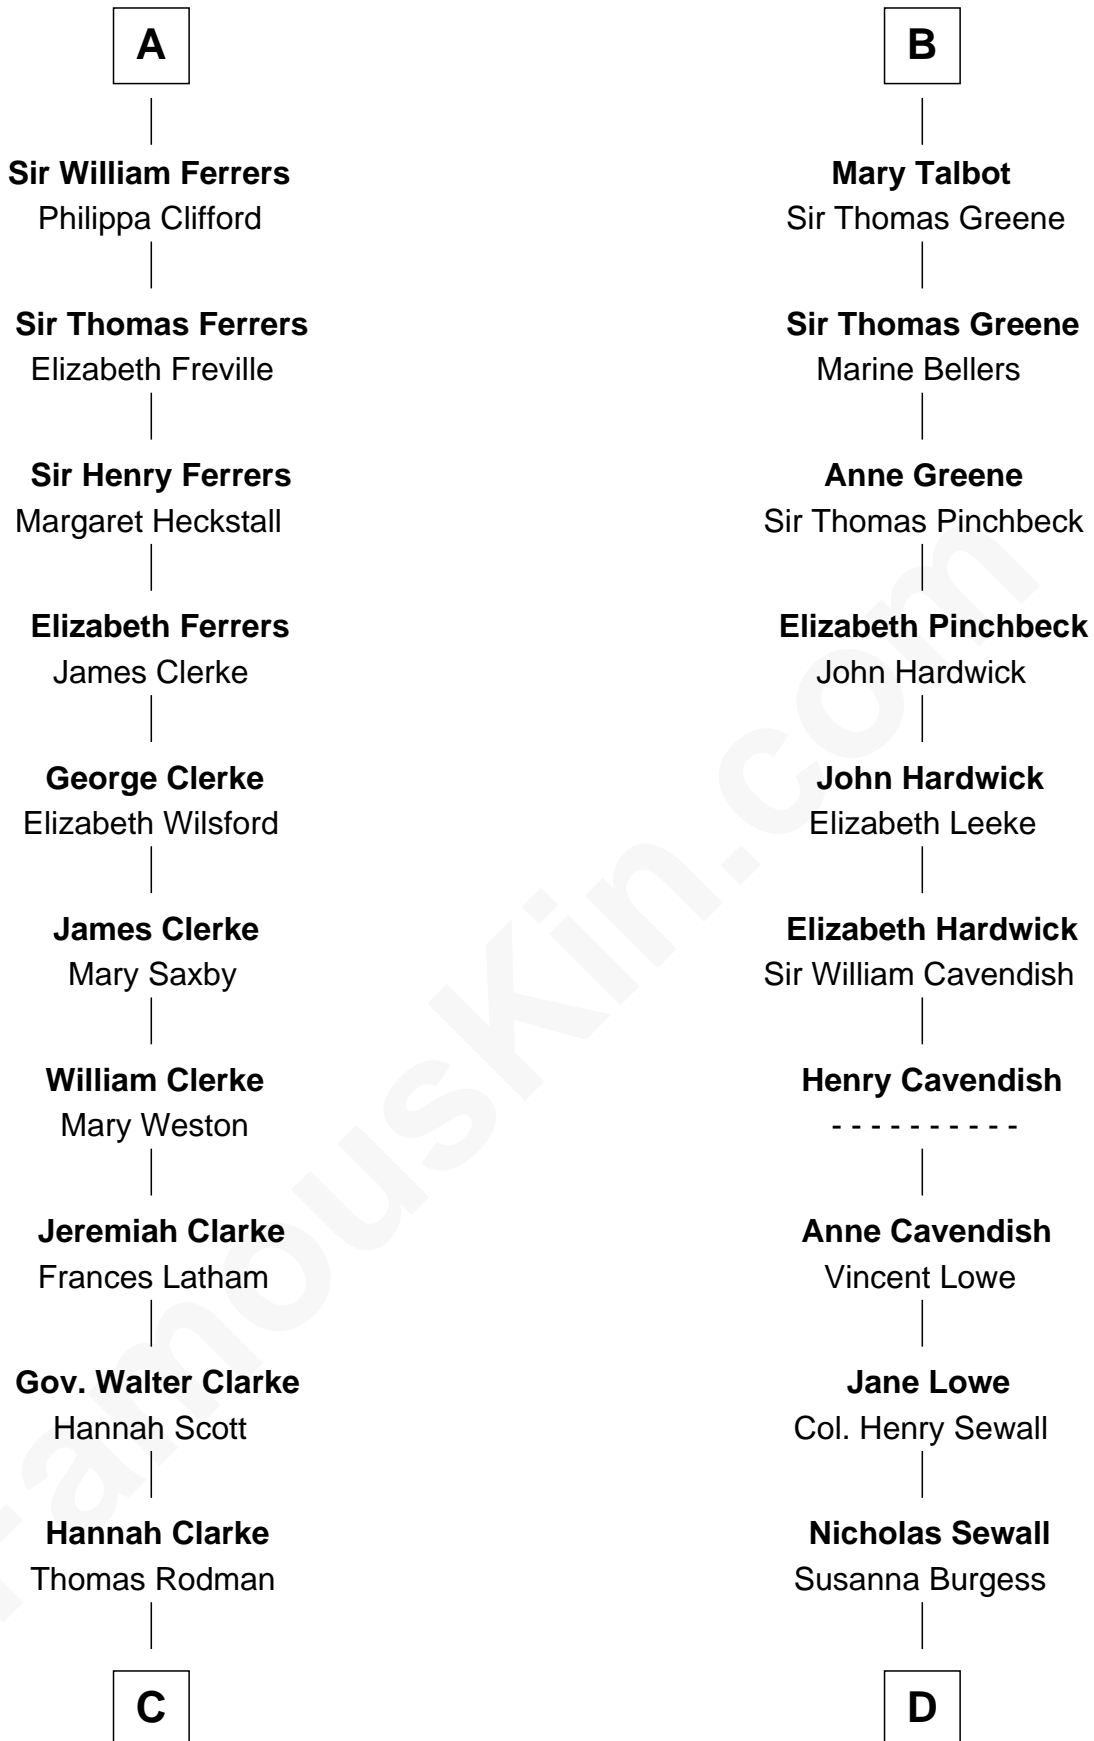 A
Sir William Ferrers
Philippa Clifford
Sir Thomas Ferrers
Elizabeth Freville
Sir Henry Ferrers
Margaret Heckstall
Elizabeth Ferrers
James Clerke
George Clerke
Elizabeth Wilsford
James Clerke
Mary Saxby
William Clerke
Mary Weston
Jeremiah Clarke
Frances Latham
Gov. Walter Clarke
Hannah Scott
Hannah Clarke
Thomas Rodman
C
B
Mary Talbot
Sir Thomas Greene
Sir Thomas Greene
Marine Bellers
Anne Greene
Sir Thomas Pinchbeck
Elizabeth Pinchbeck
John Hardwick
John Hardwick
Elizabeth Leeke
Elizabeth Hardwick
Sir William Cavendish
Henry Cavendish
- - - - - - - - - -
Anne Cavendish
Vincent Lowe
Jane Lowe
Col. Henry Sewall
Nicholas Sewall
Susanna Burgess
D
FamousKin.com